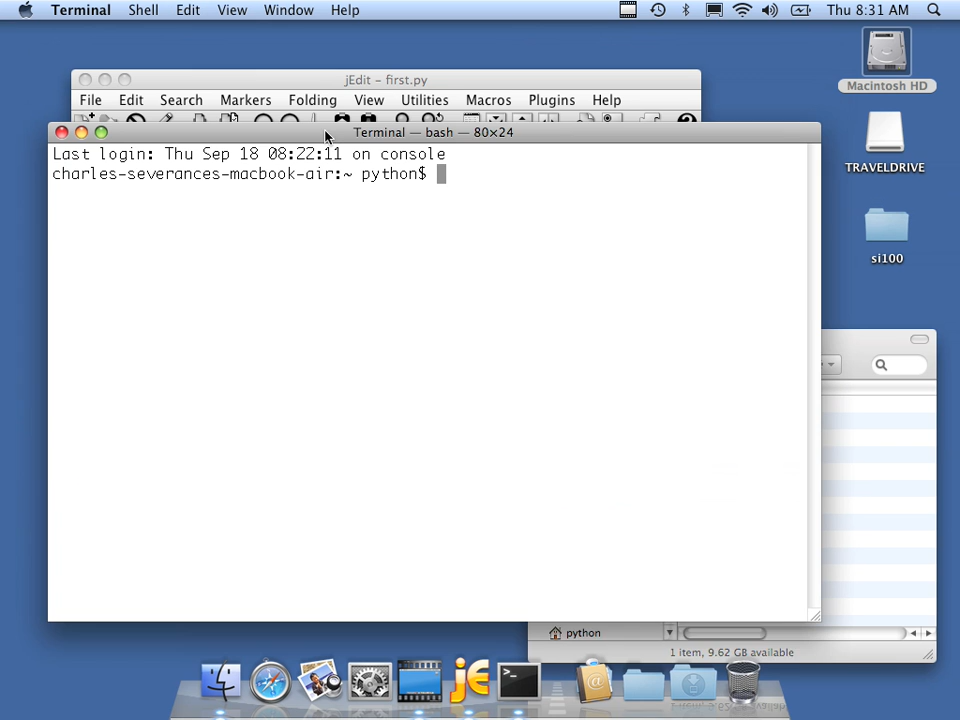 Terminal Shell Edit View Window Help Thu 8:31 AM
Macintosh HD
jEdit – first.py
File Edit Search Markers Folding View Utilities Macros Plugins Help
Terminal — bash — 80×24
Last login: Thu Sep 18 08:22:11 on console
charles-severances-macbook-air:~ python$
TRAVELDRIVE
si100
python
1 item, 9.62 GB available
jE
>_